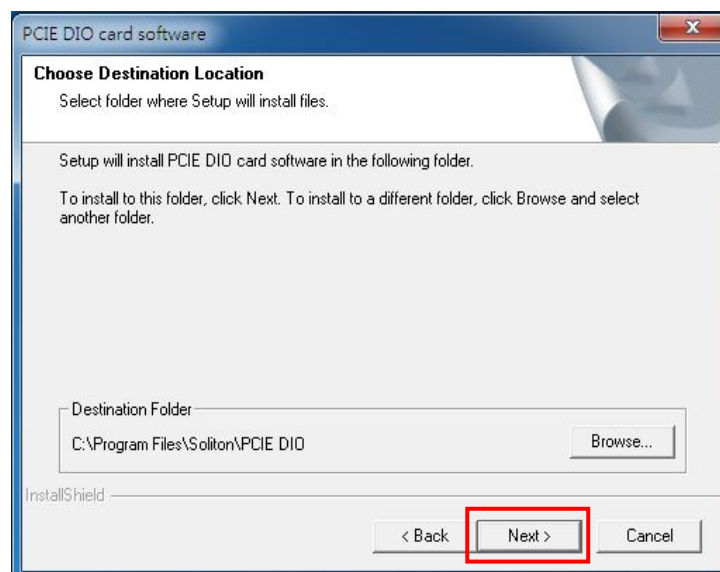 PCIE DIO card software
x
Choose Destination Location
Select folder where Setup will install files.
Setup will install PCIE DIO card software in the following folder.
To install to this folder, click Next. To install to a different folder, click Browse and select
another folder.
Destination Folder
C:\Program Files\Soliton\PCIE DIO
Browse...
InstallShield
< Back
Next >
Cancel